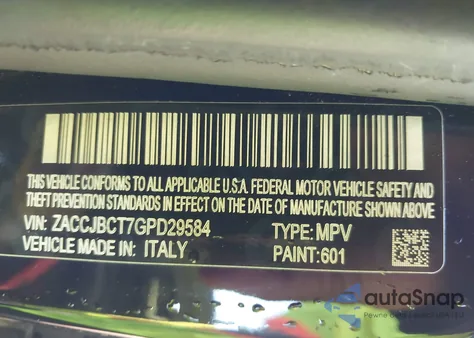 THIS VEHICLE CONFORMS TO ALL APPLICABLE U.S.A. FEDERAL MOTOR VEHICLE SAFETY AND
THEFT PREVENTION STANDARDS IN EFFECT ON THE DATE OF MANUFACTURE SHOWN ABOVE
VIN: ZACCJBCT7GPD29584 TYPE: MPV
VEHICLE MADE IN: ITALY PAINT: 601
autoSnap